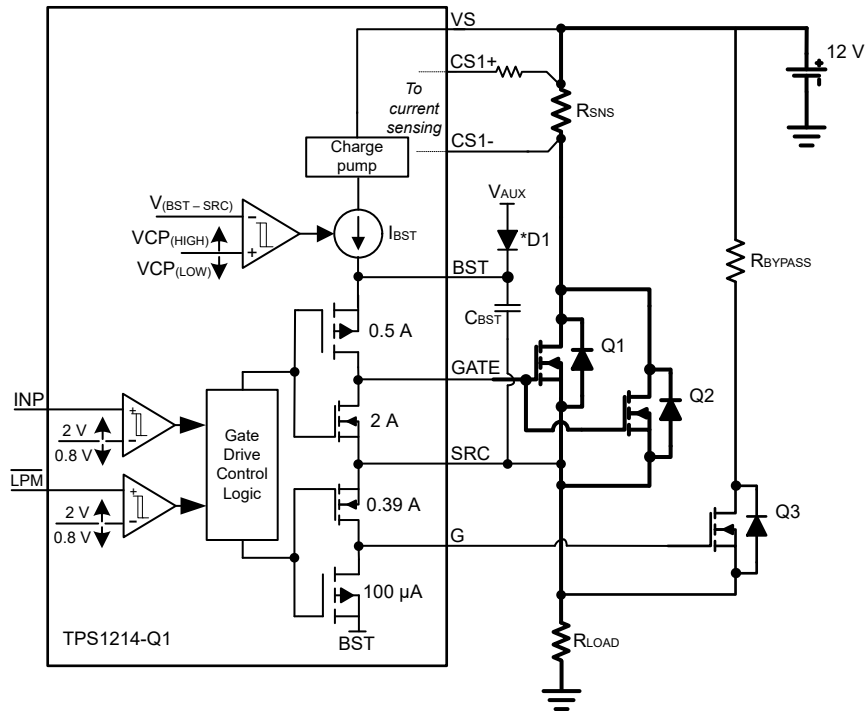 VS
CS1+
12 V
To
current
sensing
RSNS
CS1-
Charge
pump
VAUX
V(BST – SRC)
IBST
*D1
VCP(HIGH)
VCP(LOW)
BST
RBYPASS
CBST
0.5 A
Q1
GATE
Q2
INP
2 V
0.8 V
2 A
Gate
Drive
Control
Logic
SRC
LPM
0.39 A
2 V
0.8 V
Q3
G
100 µA
TPS1214-Q1
BST
RLOAD